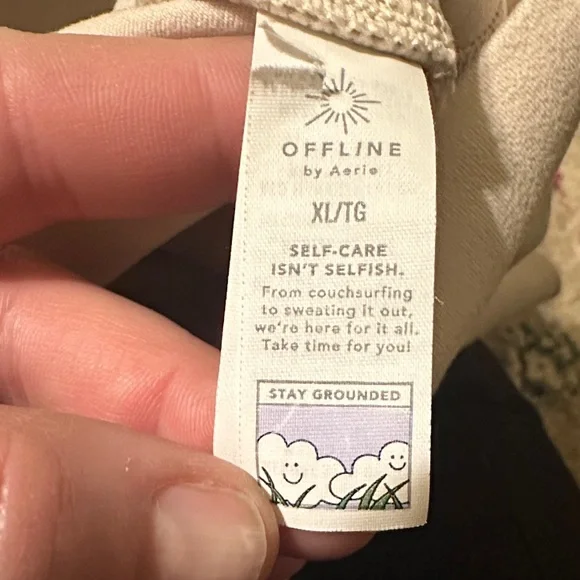 OFFLINE
by Aerie
XL/TG
SELF-CARE
ISN'T SELFISH.
From couchsurfing
to sweating it out,
we're here for it all.
Take time for you!
STAY GROUNDED